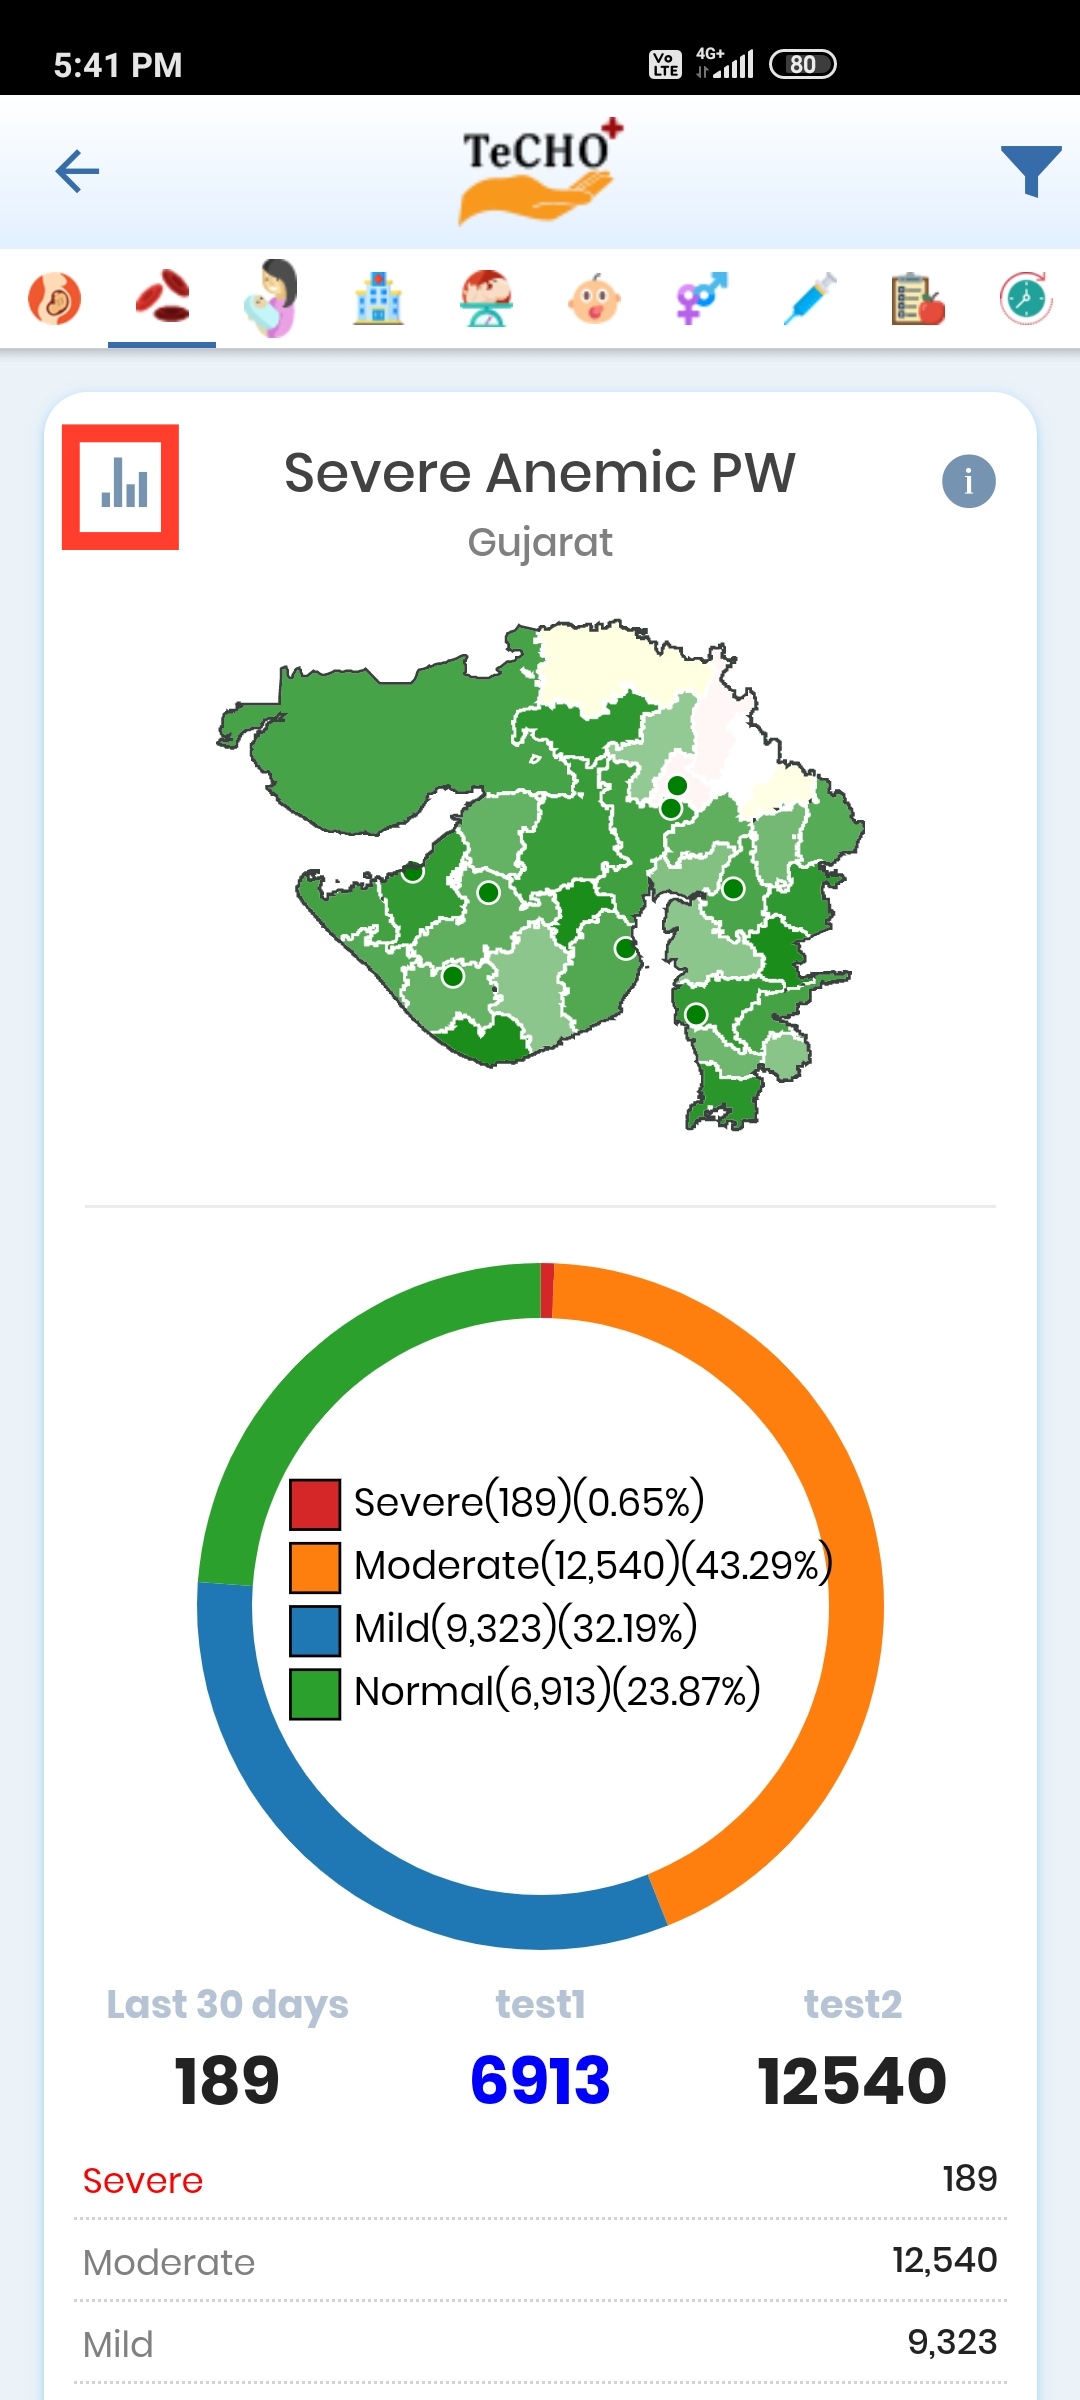 5:41 PM
Vo LTE 4G+ 80
TeCHO+
Severe Anemic PW
i
Gujarat
Severe(189)(0.65%)
Moderate(12,540)(43.29%)
Mild(9,323)(32.19%)
Normal(6,913)(23.87%)
Last 30 days test1 test2
189 6913 12540
Severe 189
Moderate 12,540
Mild 9,323